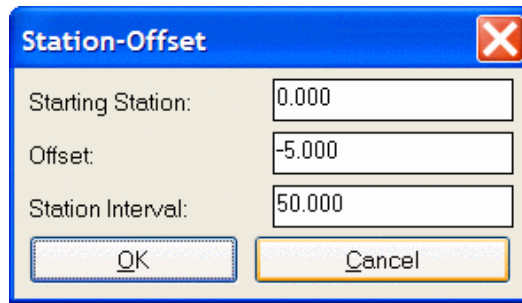 Station-Offset
Starting Station: 0.000
Offset: -5.000
Station Interval: 50.000
OK Cancel